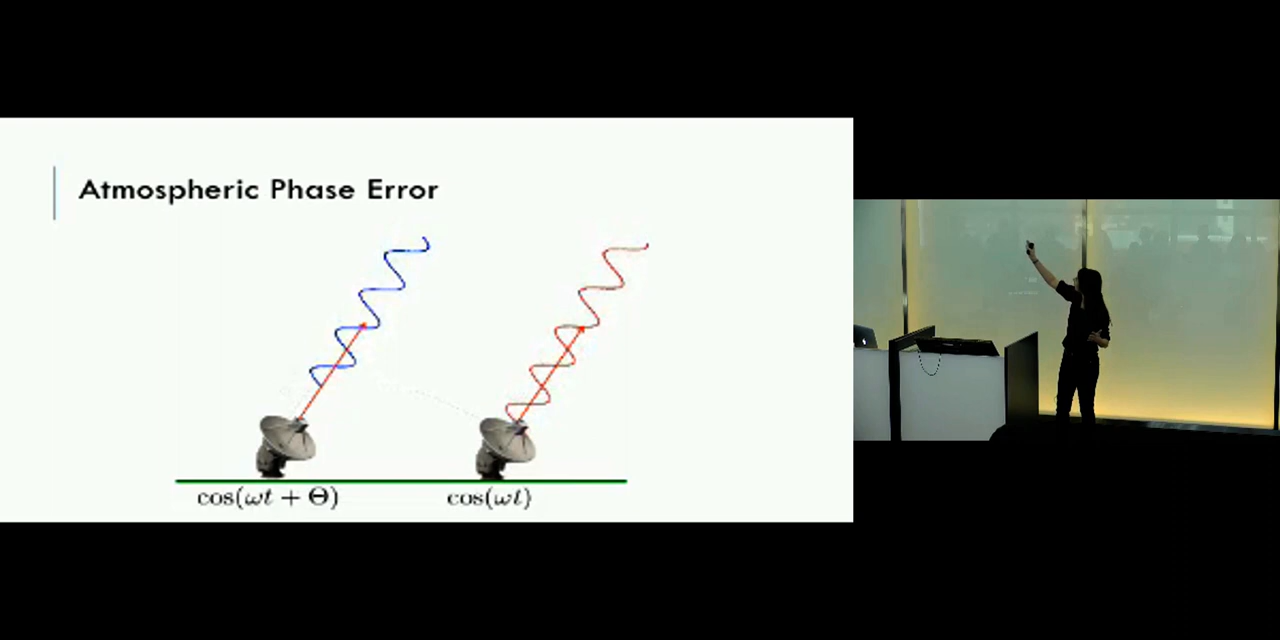 Atmospheric Phase Error
cos(ωt + Θ)
cos(ωt)